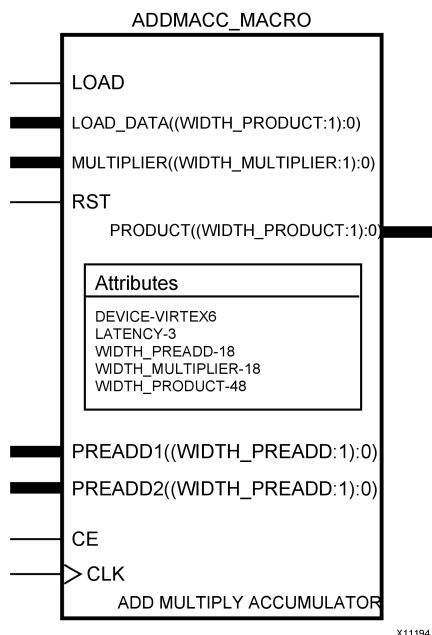 ADDMACC_MACRO
LOAD
LOAD_DATA((WIDTH_PRODUCT:1):0)
MULTIPLIER((WIDTH_MULTIPLIER:1):0)
RST
PRODUCT((WIDTH_PRODUCT:1):0)
Attributes
DEVICE-VIRTEX6
LATENCY-3
WIDTH_PREADD-18
WIDTH_MULTIPLIER-18
WIDTH_PRODUCT-48
PREADD1((WIDTH_PREADD:1):0)
PREADD2((WIDTH_PREADD:1):0)
CE
CLK
ADD MULTIPLY ACCUMULATOR
X11194